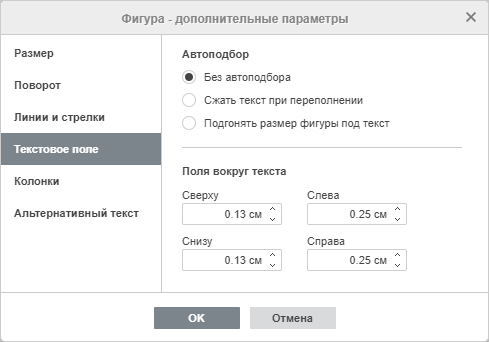 Фигура - дополнительные параметры
Размер
Поворот
Линии и стрелки
Текстовое поле
Колонки
Альтернативный текст
Автоподбор
Без автоподбора
Сжать текст при переполнении
Подгонять размер фигуры под текст
Поля вокруг текста
Сверху Слева
0.13 см 0.25 см
Снизу Справа
0.13 см 0.25 см
OK Отмена